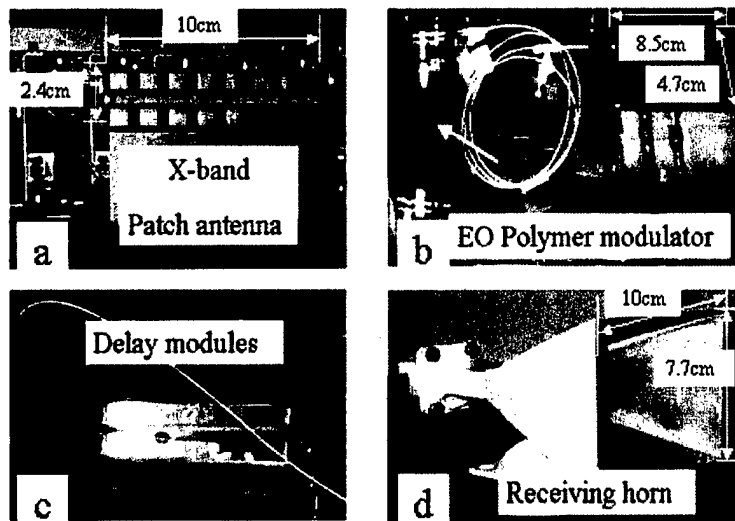 10cm
2.4cm
X-band
Patch antenna
a
8.5cm
4.7cm
b
EO Polymer modulator
Delay modules
c
10cm
7.7cm
d
Receiving horn